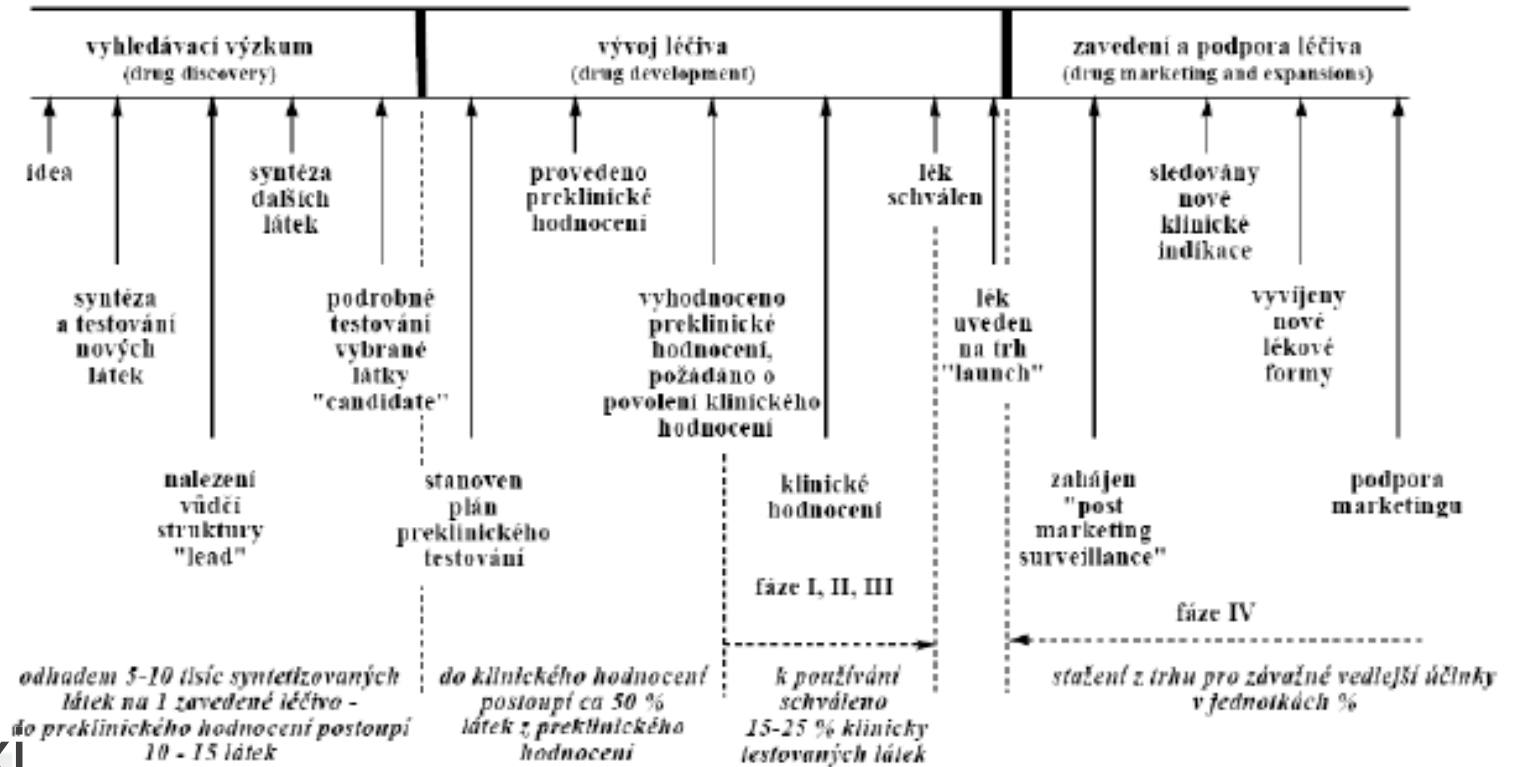 vyhledávací výzkum
(drug discovery)
vývoj léčiva
(drug development)
zavedení a podpora léčiva
(drug marketing and expansions)
idea
syntéza
dalších
látek
provedeno
preklinické
hodnocení
lék
schválen
sledovány
nové
klinické
indikace
syntéza
a testování
nových
látek
podrobné
testování
vybrané
látky
"candidate"
vyhodnoceno
preklinické
hodnocení,
požádáno o
povolení klinického
hodnocení
lék
uveden
na trh
"launch"
vyvíjeny
nové
lékové
formy
nalezení
vůdčí
struktury
"lead"
stanoven
plán
preklinického
testování
klinické
hodnocení
zahájen
"post
marketing
surveillance"
podpora
marketingu
fáze I, II, III
fáze IV
odhadem 5-10 tisíc syntetizovaných
látek na 1 zavedené léčivo -
do preklinického hodnocení postoupí
10 - 15 látek
do klinického hodnocení
postoupí ca 50 %
látek z preklinického
hodnocení
k používání
schváleno
15-25 % klinicky
testovaných látek
stažení z trhu pro závažné vedlejší účinky
v jednotkách %